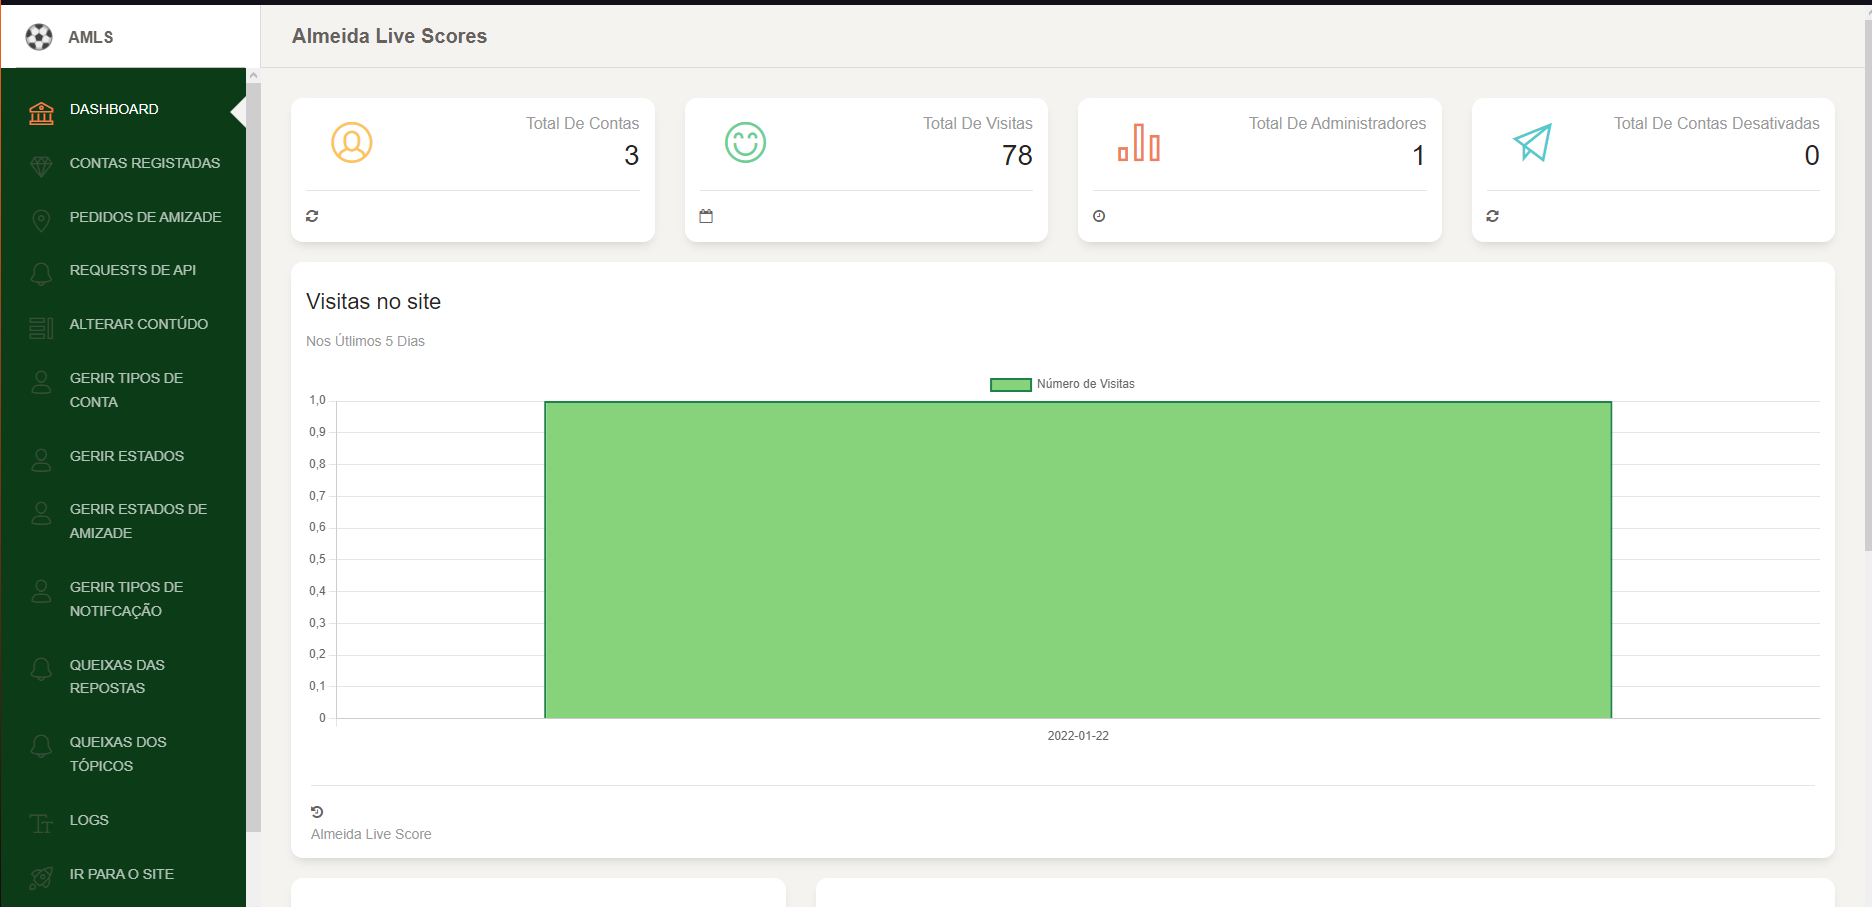 AMLS
Almeida Live Scores
DASHBOARD
CONTAS REGISTADAS
PEDIDOS DE AMIZADE
REQUESTS DE API
ALTERAR CONTÚDO
GERIR TIPOS DE
CONTA
GERIR ESTADOS
GERIR ESTADOS DE
AMIZADE
GERIR TIPOS DE
NOTIFCAÇÃO
QUEIXAS DAS
REPOSTAS
QUEIXAS DOS
TÓPICOS
LOGS
IR PARA O SITE
Total De Contas
3
Total De Visitas
78
Total De Administradores
1
Total De Contas Desativadas
0
Visitas no site
Nos Útlimos 5 Dias
Número de Visitas
1,0
0,9
0,8
0,7
0,6
0,5
0,4
0,3
0,2
0,1
0
2022-01-22
Almeida Live Score